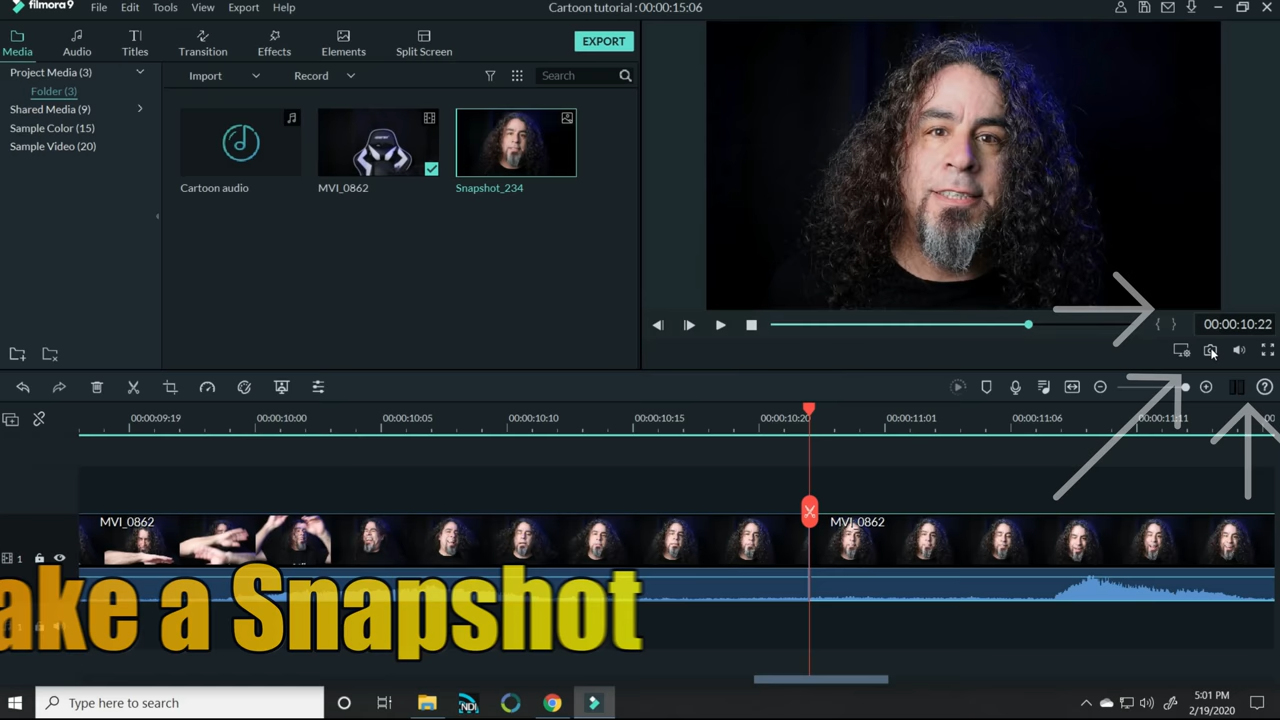 filmora9 File Edit Tools View Export Help Cartoon tutorial : 00:00:15:06
Media Audio Titles Transition Effects Elements Split Screen EXPORT
Project Media (3)
Folder (3)
Shared Media (9)
Sample Color (15)
Sample Video (20)
Import Record Search
Cartoon audio MVI_0862 Snapshot_234
00:00:10:22
00:00:09:19 00:00:10:00 00:00:10:05 00:00:10:10 00:00:10:20 00:00:11:01 00:00:11:06 00:00:11:11
MVI_0862 MVI_0862
1
ake a Snapshot
Type here to search
NDI
5:01 PM
2/19/2020